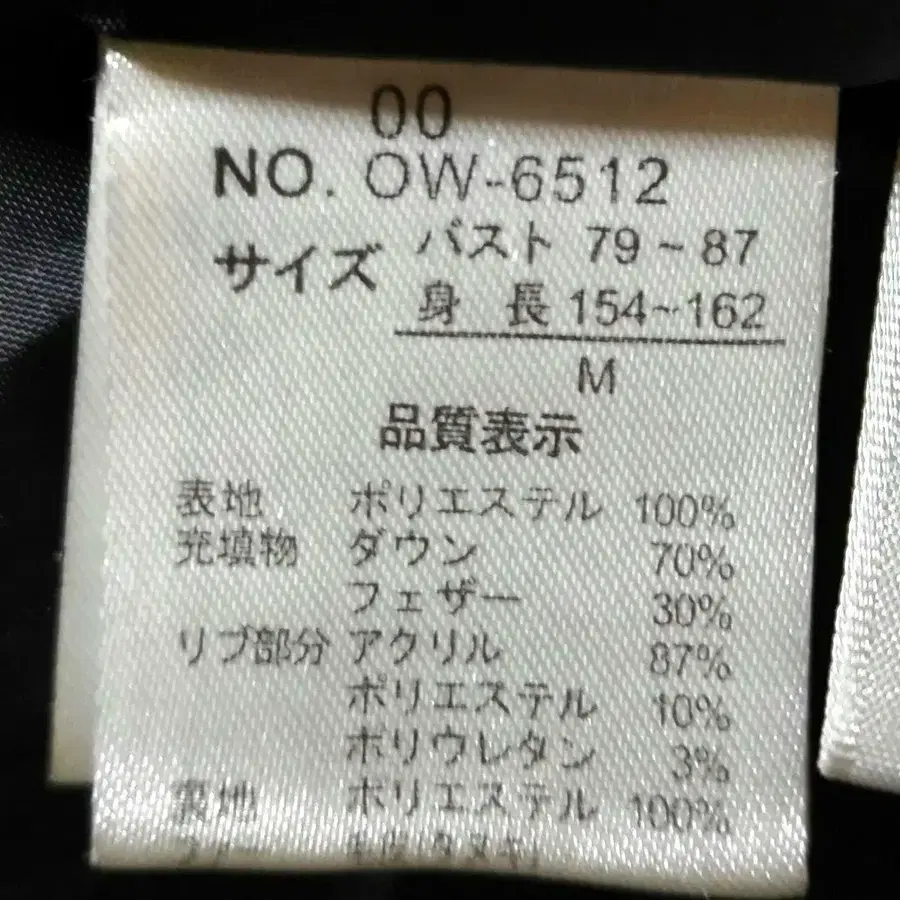 00
NO. OW-6512
サイズ バスト 79~87
身 長 154~162
M
品質表示
表地 ポリエステル 100%
充填物 ダウン 70%
フェザー 30%
リブ部分 アクリル 87%
ポリエステル 10%
ポリウレタン 3%
裏地 ポリエステル 100%